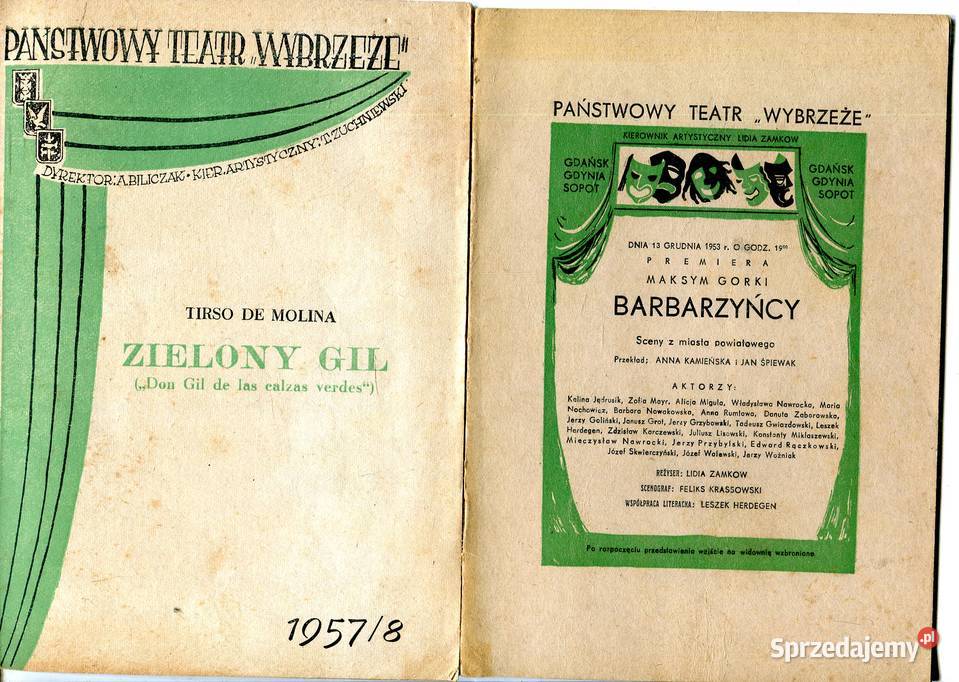 PAŃSTWOWY TEATR „WYBRZEŻE"
DYREKTOR: A.BILICZAK • KIER. ARTYSTYCZNY: T. ŻUCHNIEWSKI
TIRSO DE MOLINA
ZIELONY GIL
(„Don Gil de las calzas verdes")
1957/8
PAŃSTWOWY TEATR „WYBRZEŻE"
KIEROWNIK ARTYSTYCZNY LIDIA ZAMKOW
GDAŃSK
GDYNIA
SOPOT
GDAŃSK
GDYNIA
SOPOT
DNIA 13 GRUDNIA 1953 r. O GODZ. 19⁰⁰
PREMIERA
MAKSYM GORKI
BARBARZYŃCY
Sceny z miasta powiatowego
Przekład: ANNA KAMIEŃSKA i JAN ŚPIEWAK
AKTORZY:
Kalina Jędrusik, Zofia Mayr, Alicja Migula, Władysława Nawrocka, Maria
Nochowicz, Barbara Nowakowska, Anna Rumłowa, Danuta Zaborowska,
Jerzy Goliński, Janusz Grot, Jerzy Grzybowski, Tadeusz Gwiazdowski, Leszek
Herdegen, Zdzisław Karczewski, Juliusz Lisowski, Konstanty Miklaszewski,
Mieczysław Nawrocki, Jerzy Przybylski, Edward Rączkowski,
Józef Skwierczyński, Józef Walewski, Jerzy Woźniak
REŻYSER: LIDIA ZAMKOW
SCENOGRAF: FELIKS KRASSOWSKI
WSPÓŁPRACA LITERACKA: LESZEK HERDEGEN
Po rozpoczęciu przedstawienia wejście na widownię wzbronione
Sprzedajemy.pl